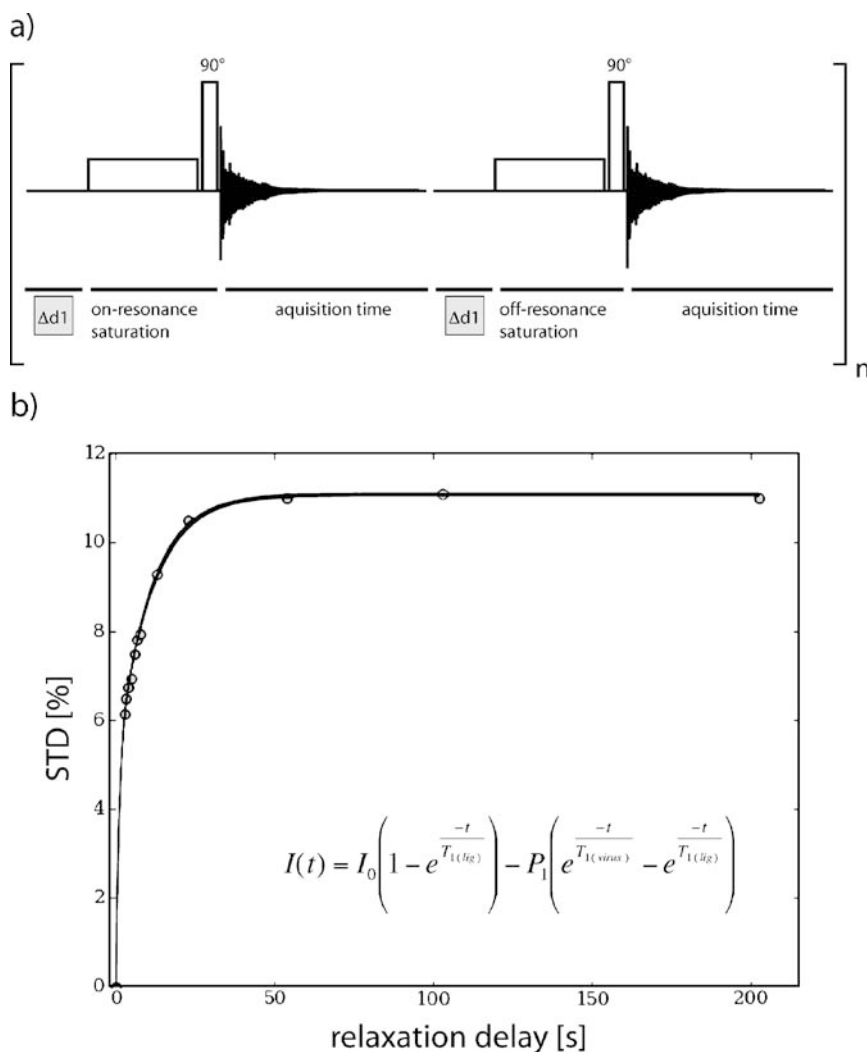 a)
90° 90°
Δd1 on-resonance saturation aquisition time Δd1 off-resonance saturation aquisition time
n
b)
STD [%]
12
10
8
6
4
2
0
I(t) = I₀(1 − e^(−t/T₁(lig))) − P₁(e^(−t/T₁(virus)) − e^(−t/T₁(lig)))
0 50 100 150 200
relaxation delay [s]